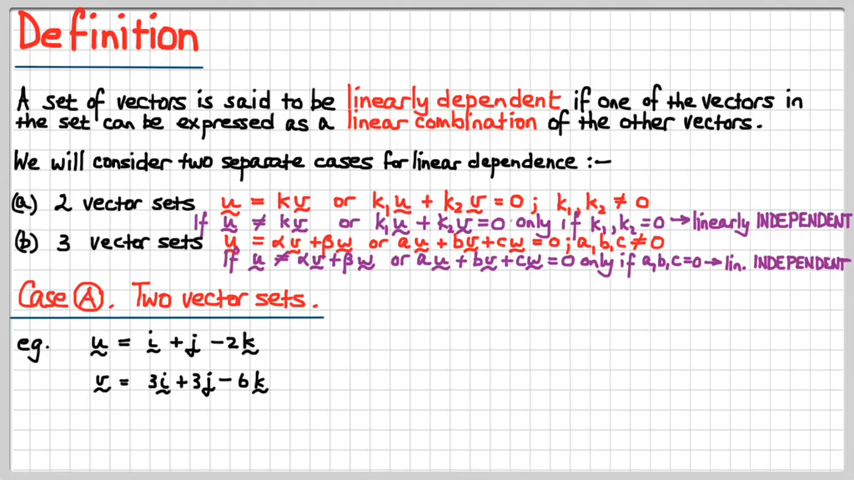 Definition
A set of vectors is said to be linearly dependent if one of the vectors in
the set can be expressed as a linear combination of the other vectors.
We will consider two separate cases for linear dependence :-
(a) 2 vector sets u = kv or k₁u + k₂v = 0 ; k₁, k₂ ≠ 0
If u ≠ kv or k₁u + k₂v = 0 only if k₁, k₂ = 0 → linearly INDEPENDENT
(b) 3 vector sets u = αv + βw or au + bv + cw = 0 ; a, b, c ≠ 0
If u ≠ αv + βw or au + bv + cw = 0 only if a, b, c = 0 → lin. INDEPENDENT
Case A. Two vector sets.
eg. u = i + j - 2k
v = 3i + 3j - 6k